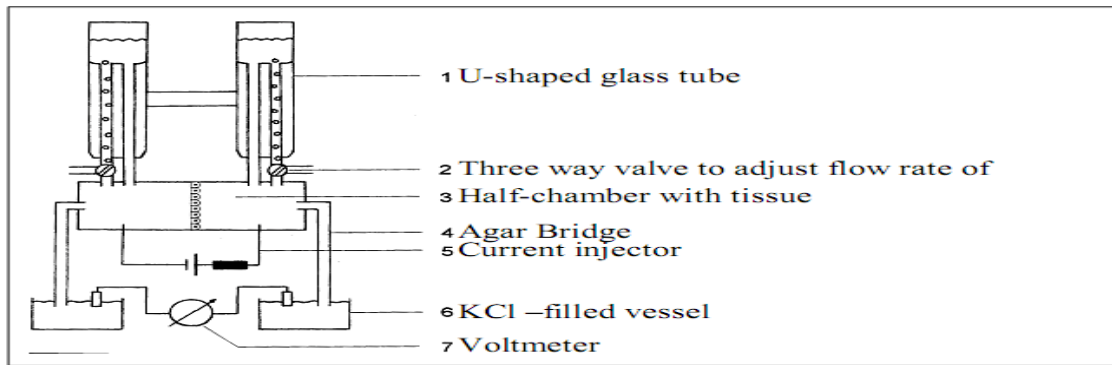 1 U-shaped glass tube
2 Three way valve to adjust flow rate of
3 Half-chamber with tissue
4 Agar Bridge
5 Current injector
6 KCl –filled vessel
7 Voltmeter